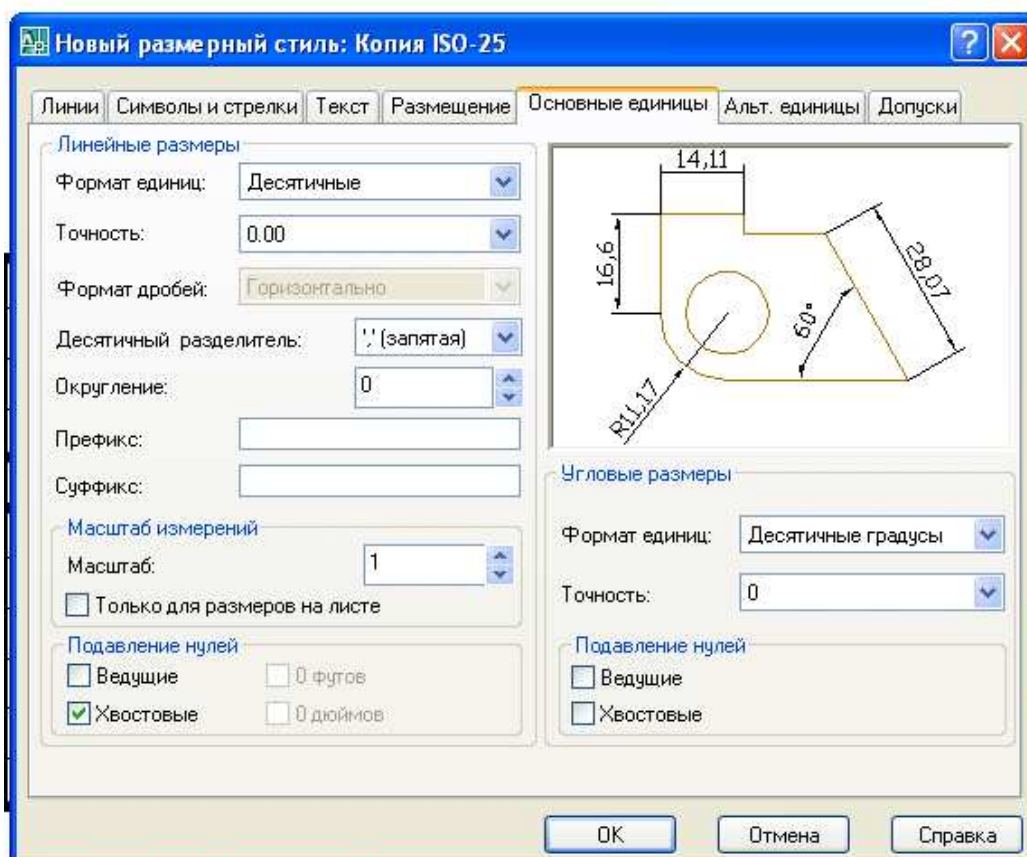 Новый размерный стиль: Копия ISO-25
Линии Символы и стрелки Текст Размещение Основные единицы Альт. единицы Допуски
Линейные размеры
Формат единиц: Десятичные
Точность: 0.00
Формат дробей: Горизонтально
Десятичный разделитель: ',' (запятая)
Округление: 0
Префикс:
Суффикс:
Масштаб измерений
Масштаб: 1
Только для размеров на листе
Подавление нулей
Ведущие 0 футов
Хвостовые 0 дюймов
14,11
16,6
28,07
60°
R11,17
Угловые размеры
Формат единиц: Десятичные градусы
Точность: 0
Подавление нулей
Ведущие
Хвостовые
OK Отмена Справка